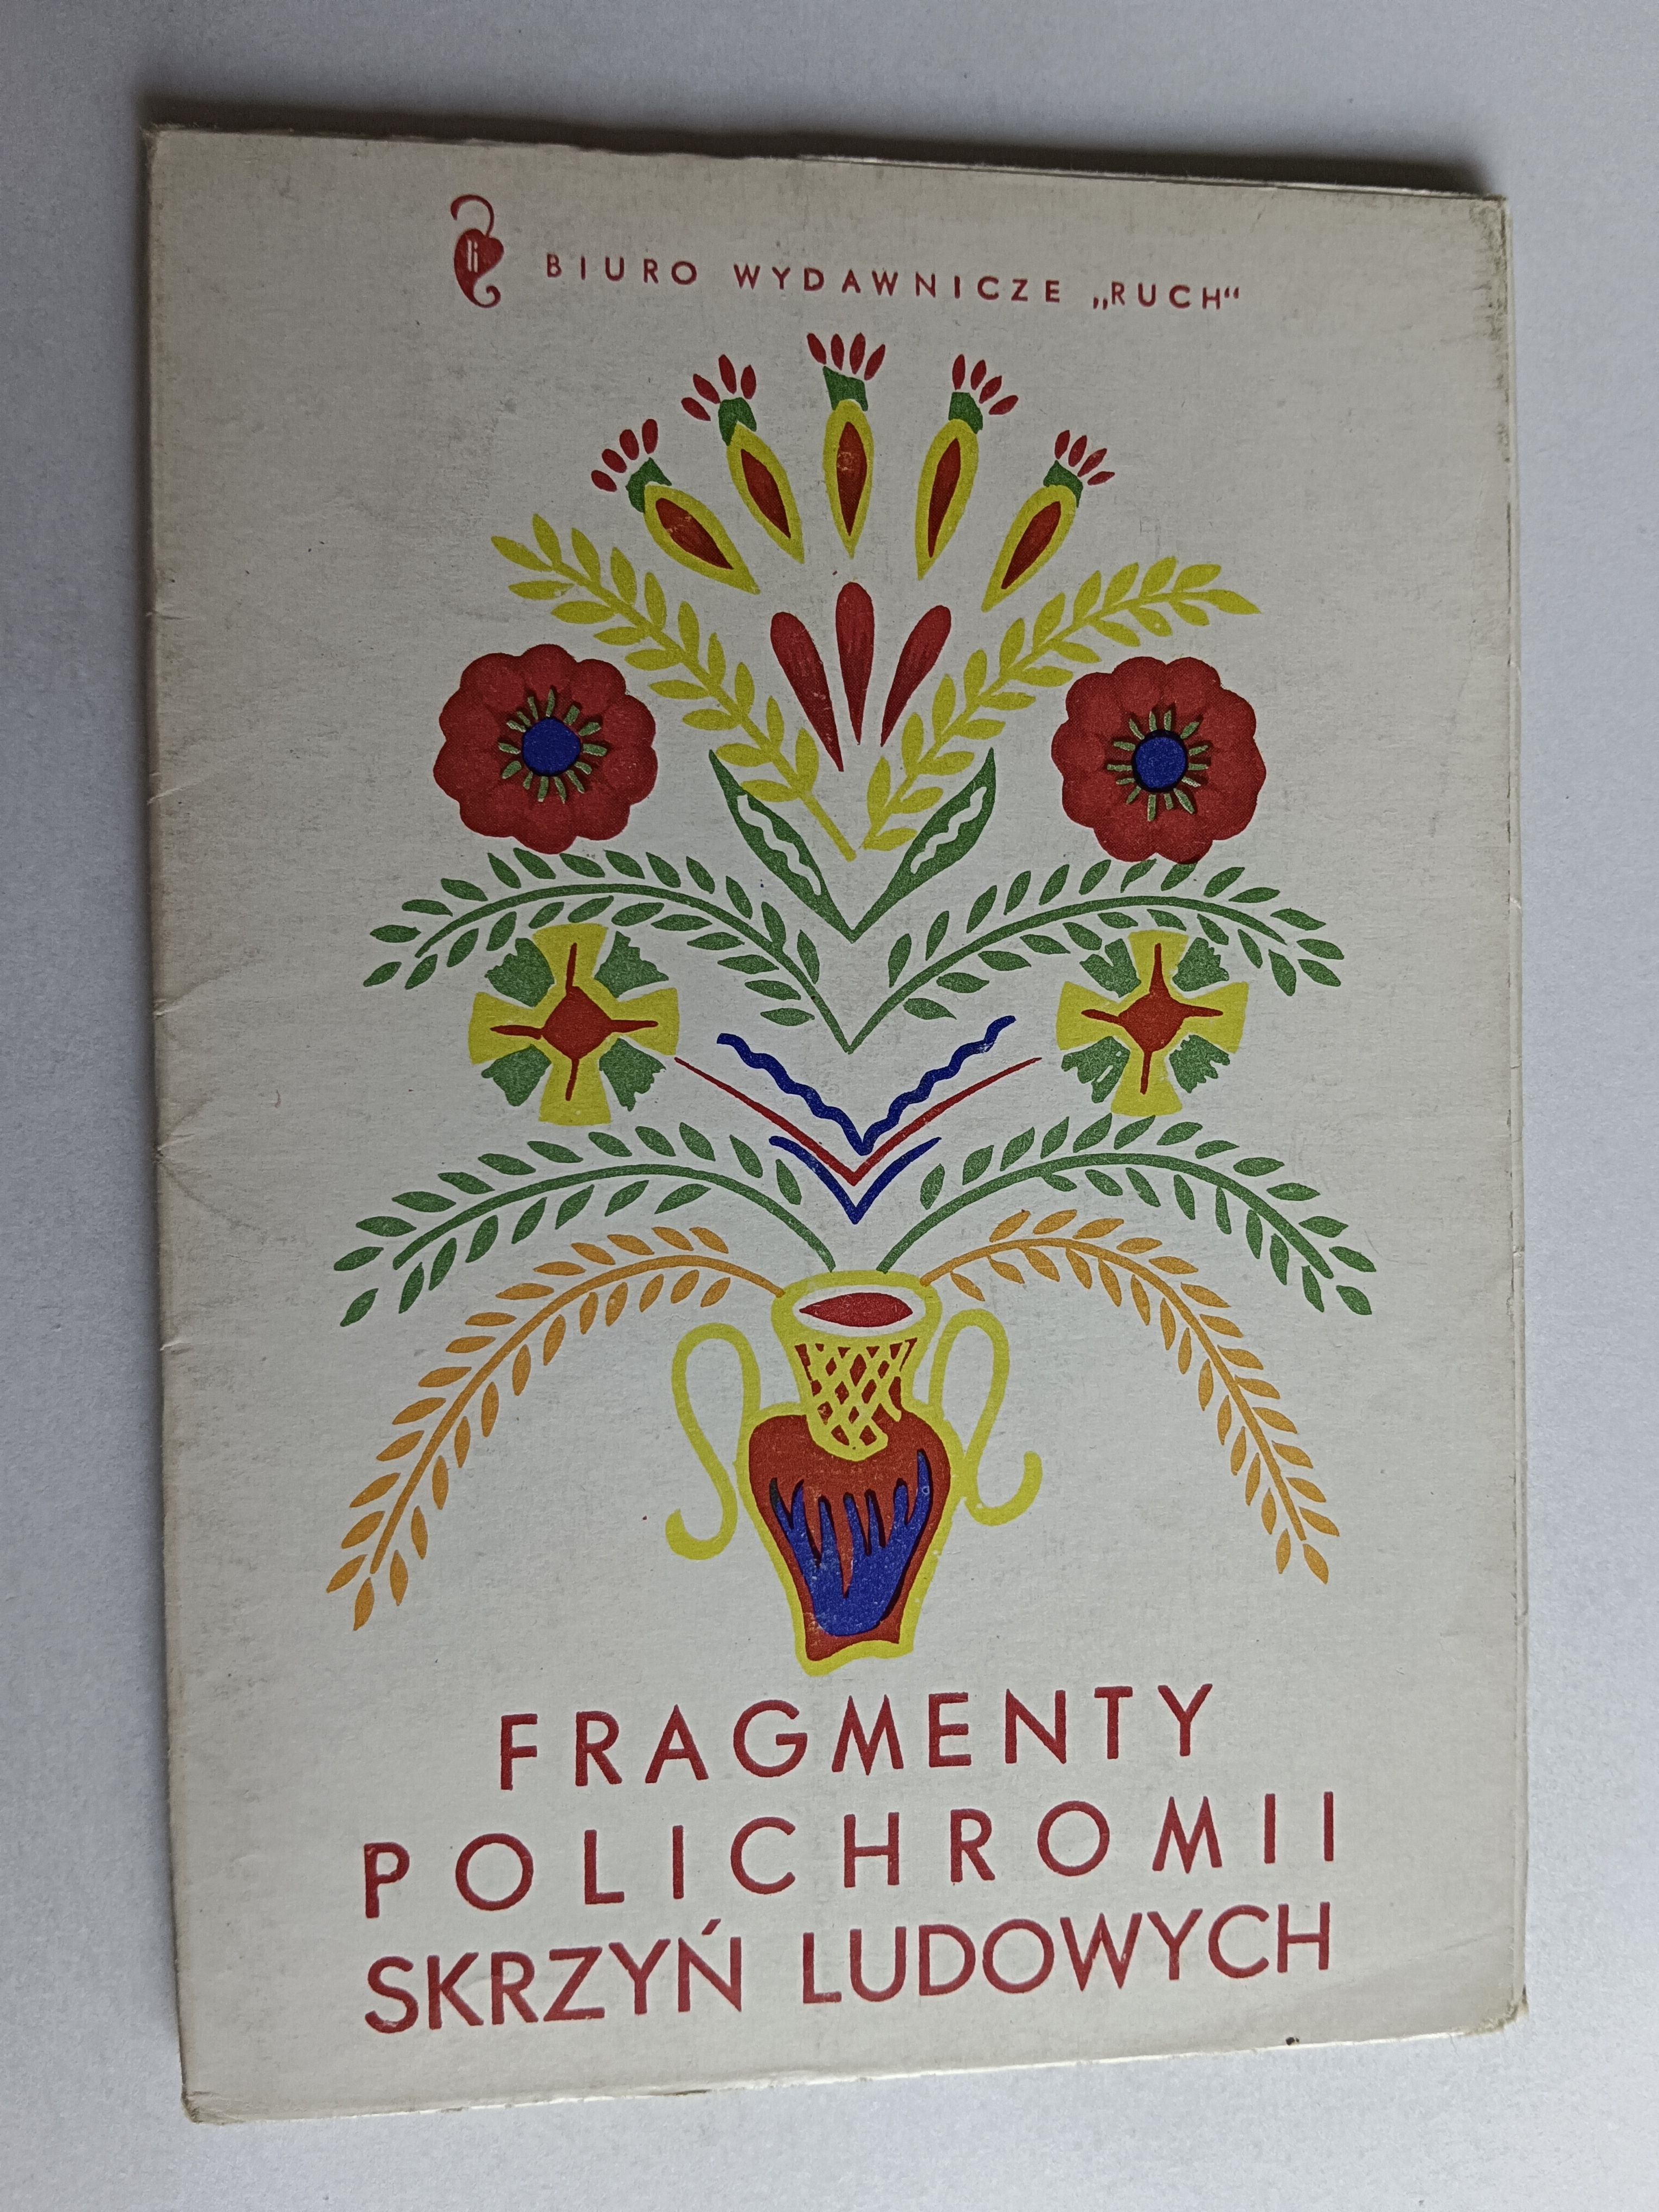 BIURO WYDAWNICZE „RUCH“
FRAGMENTY
POLICHROMII
SKRZYŃ LUDOWYCH